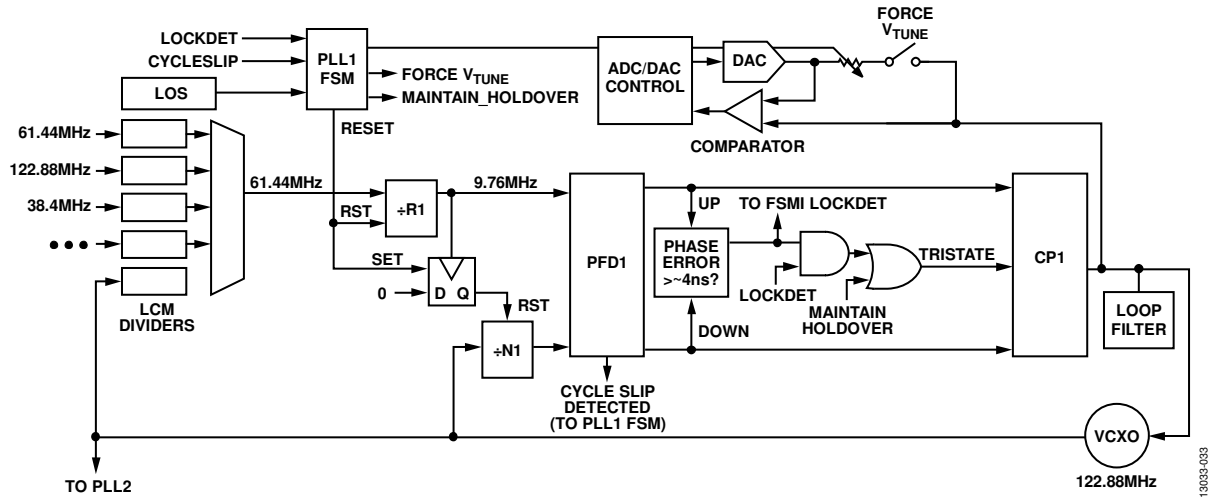 LOCKDET
CYCLESLIP
LOS
PLL1
FSM
FORCE VTUNE
MAINTAIN_HOLDOVER
RESET
ADC/DAC
CONTROL
DAC
COMPARATOR
FORCE
VTUNE
61.44MHz
122.88MHz
38.4MHz
LCM
DIVIDERS
61.44MHz
RST
÷R1
9.76MHz
SET
0
D Q
RST
÷N1
PFD1
CYCLE SLIP
DETECTED
(TO PLL1 FSM)
UP
TO FSMI LOCKDET
PHASE
ERROR
>~4ns?
DOWN
LOCKDET
MAINTAIN
HOLDOVER
TRISTATE
CP1
LOOP
FILTER
VCXO
122.88MHz
TO PLL2
13033-033